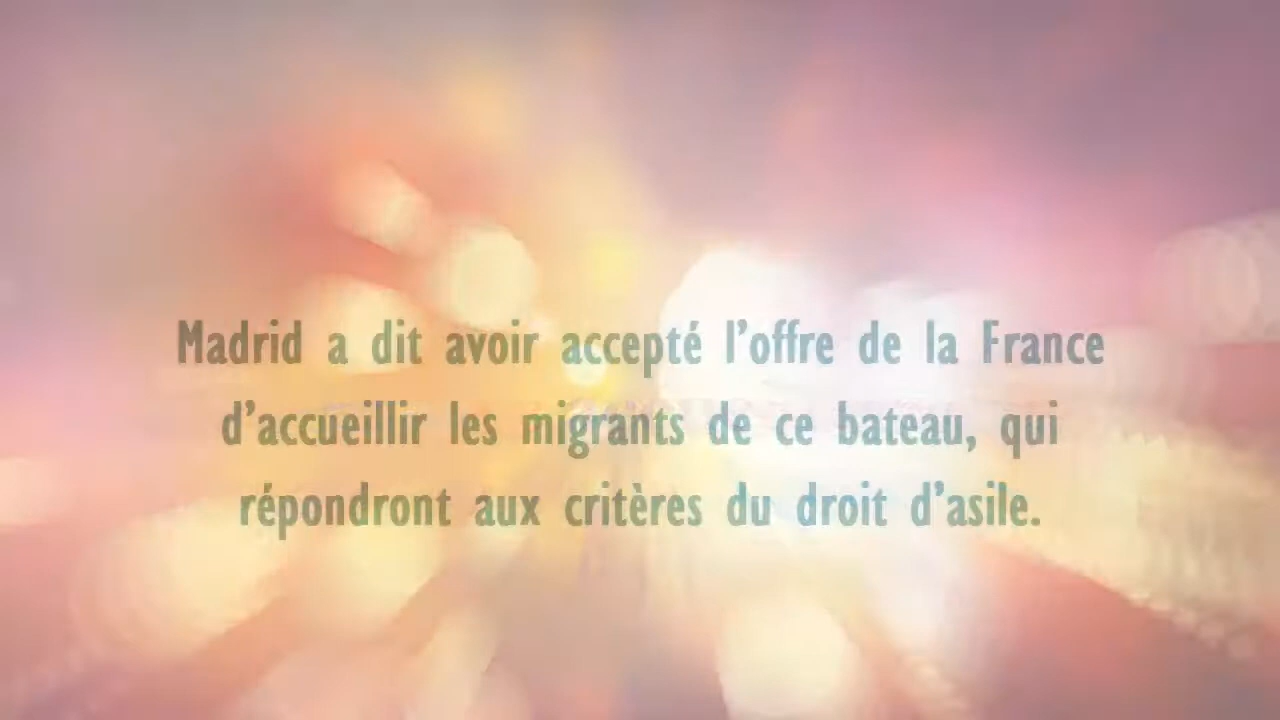 Madrid a dit avoir accepté l'offre de la France
d'accueillir les migrants de ce bateau, qui
répondront aux critères du droit d'asile.